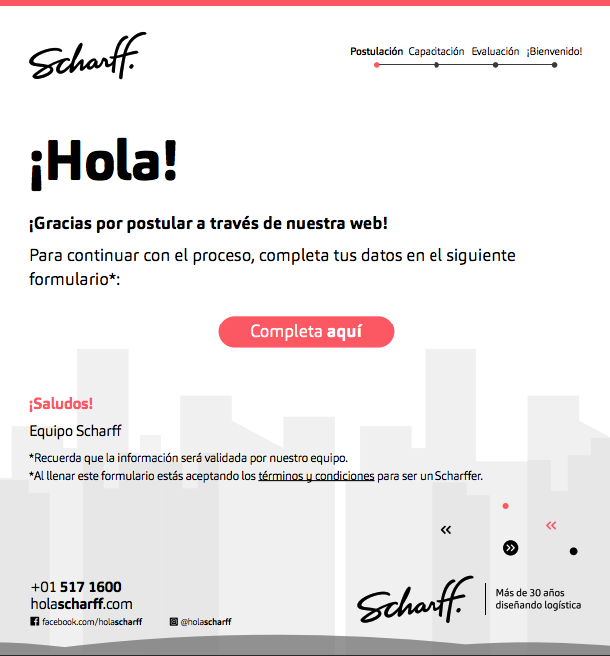 Scharff.
Postulación Capacitación Evaluación ¡Bienvenido!
¡Hola!
¡Gracias por postular a través de nuestra web!
Para continuar con el proceso, completa tus datos en el siguiente
formulario*:
Completa aquí
¡Saludos!
Equipo Scharff
*Recuerda que la información será validada por nuestro equipo.
*Al llenar este formulario estás aceptando los términos y condiciones para ser un Scharffer.
+01 517 1600
holascharff.com
facebook.com/holascharff @holascharff
Scharff.
Más de 30 años
diseñando logística